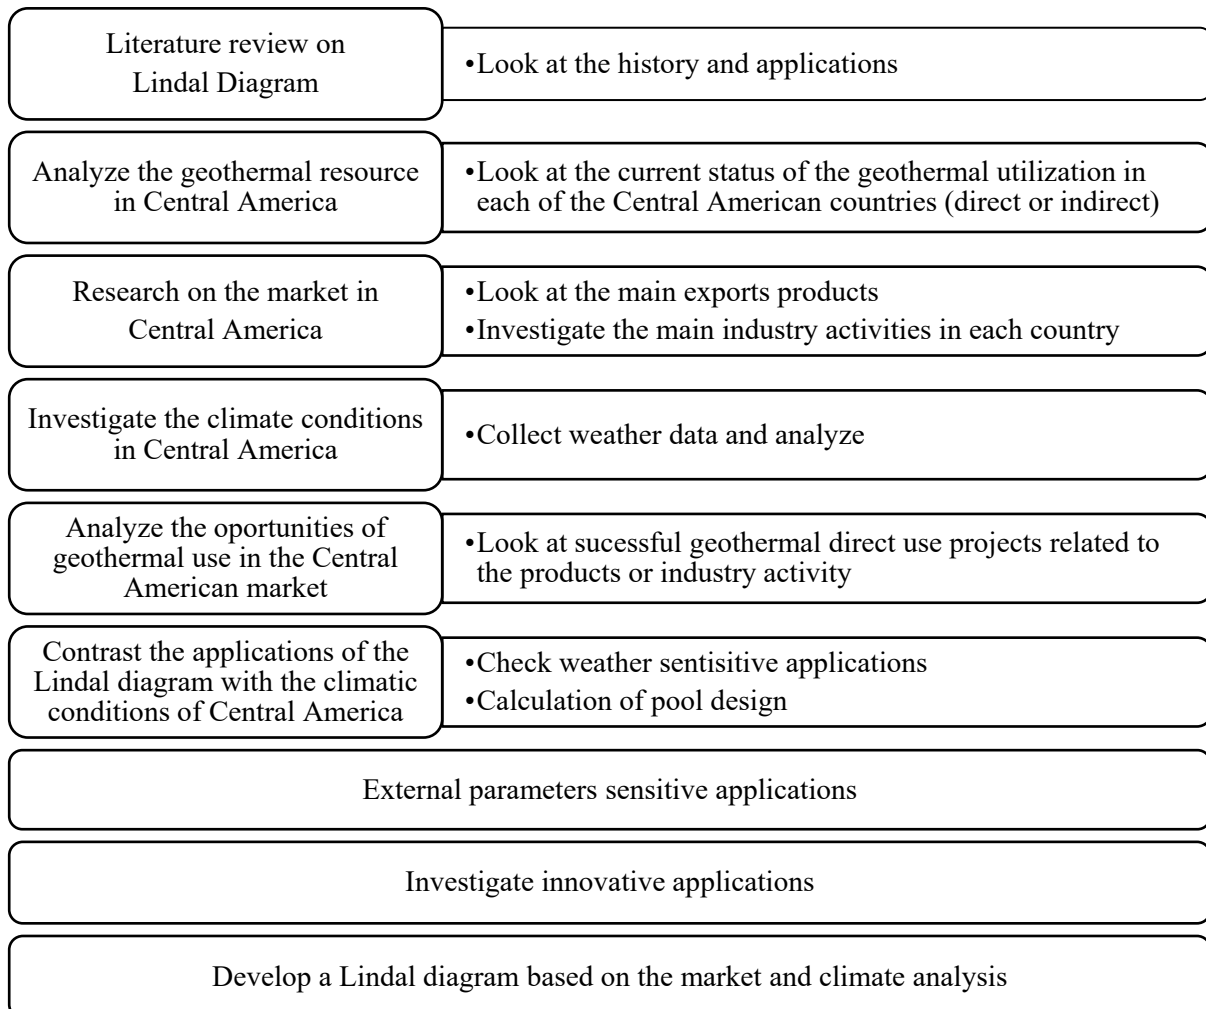 Literature review on
Lindal Diagram
•Look at the history and applications
Analyze the geothermal resource
in Central America
•Look at the current status of the geothermal utilization in
each of the Central American countries (direct or indirect)
Research on the market in
Central America
•Look at the main exports products
•Investigate the main industry activities in each country
Investigate the climate conditions
in Central America
•Collect weather data and analyze
Analyze the oportunities of
geothermal use in the Central
American market
•Look at sucessful geothermal direct use projects related to
the products or industry activity
Contrast the applications of the
Lindal diagram with the climatic
conditions of Central America
•Check weather sentisitive applications
•Calculation of pool design
External parameters sensitive applications
Investigate innovative applications
Develop a Lindal diagram based on the market and climate analysis